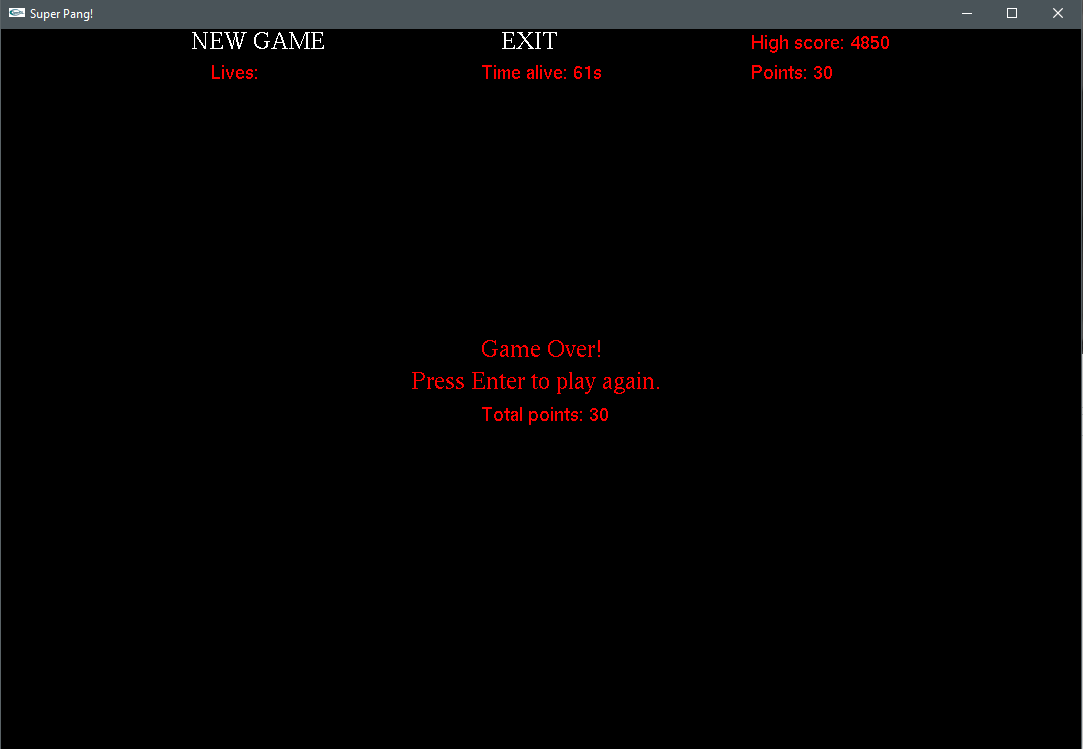 Super Pang!
NEW GAME EXIT High score: 4850
Lives: Time alive: 61s Points: 30
Game Over!
Press Enter to play again.
Total points: 30